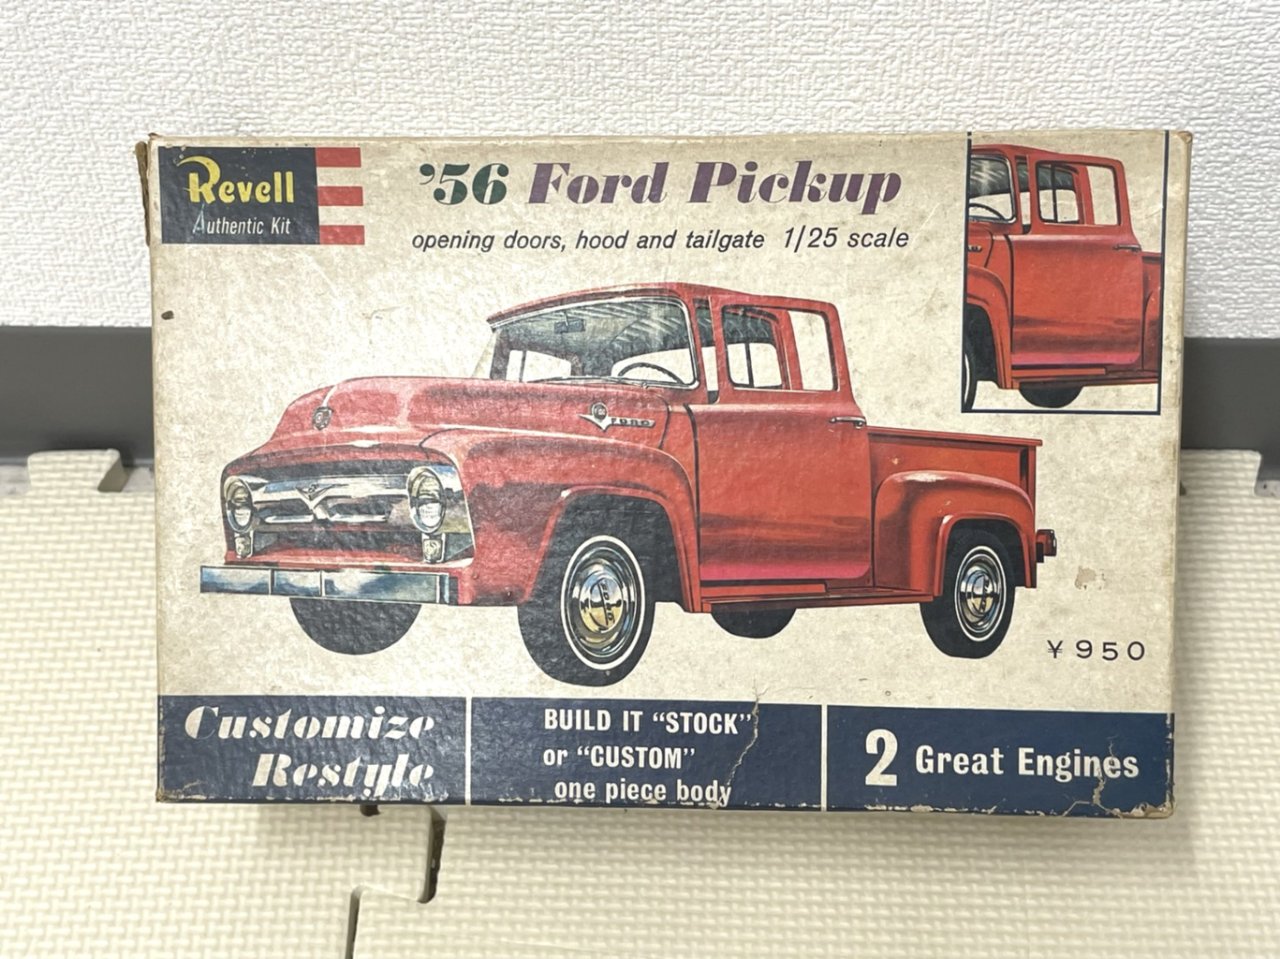 Revell
Authentic Kit
'56 Ford Pickup
opening doors, hood and tailgate 1/25 scale
FORD
¥950
Customize
Restyle
BUILD IT "STOCK"
or "CUSTOM"
one piece body
2 Great Engines